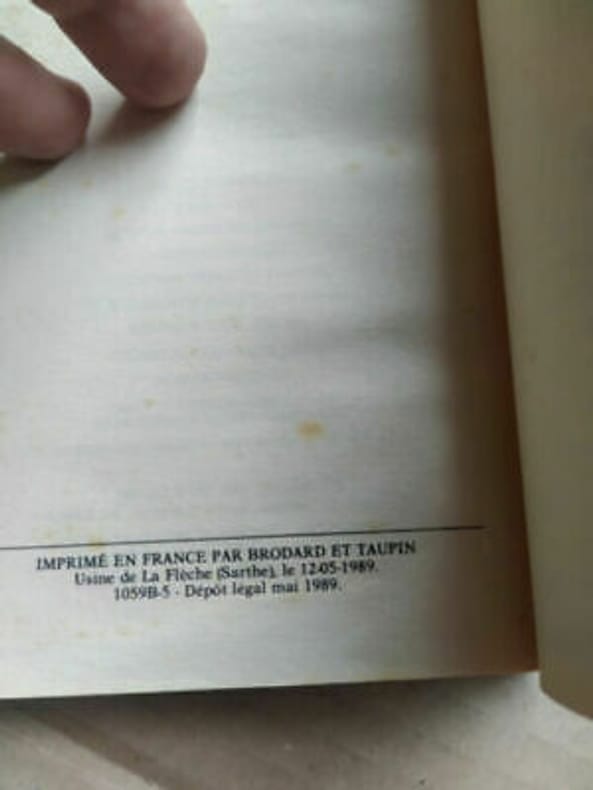 IMPRIMÉ EN FRANCE PAR BRODARD ET TAUPIN
Usine de La Flèche (Sarthe), le 12-05-1989.
1059B-5 - Dépôt légal mai 1989.